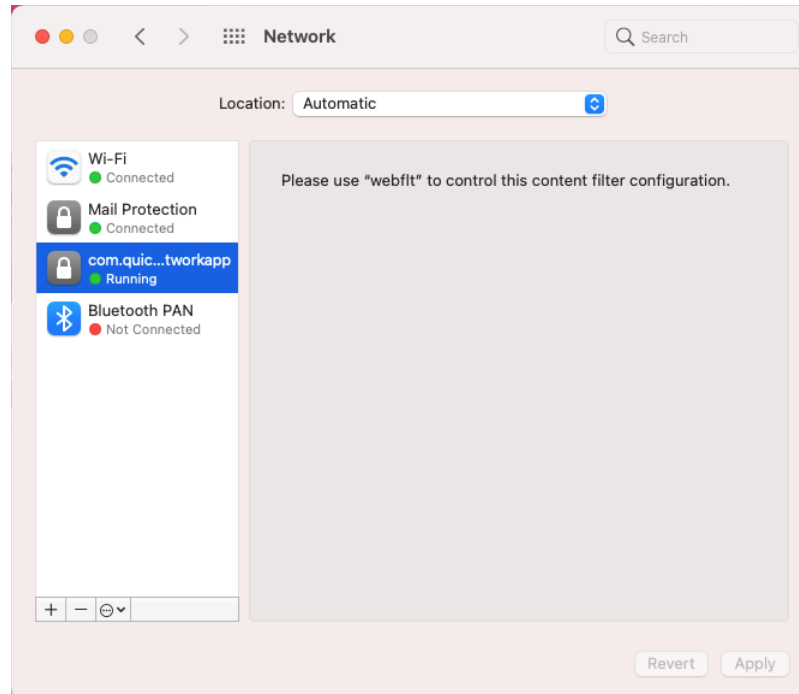 Network
Search
Location: Automatic
Wi-Fi
Connected
Mail Protection
Connected
com.quic...tworkapp
Running
Bluetooth PAN
Not Connected
Please use “webflt” to control this content filter configuration.
Revert Apply